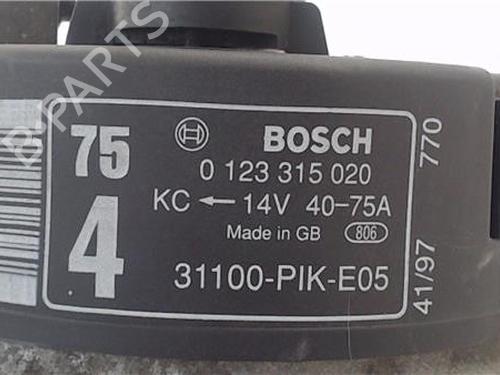 75
4
BOSCH
0 123 315 020
KC ← 14V 40-75A
Made in GB 806
31100-PIK-E05
41/97 770
B-PARTS